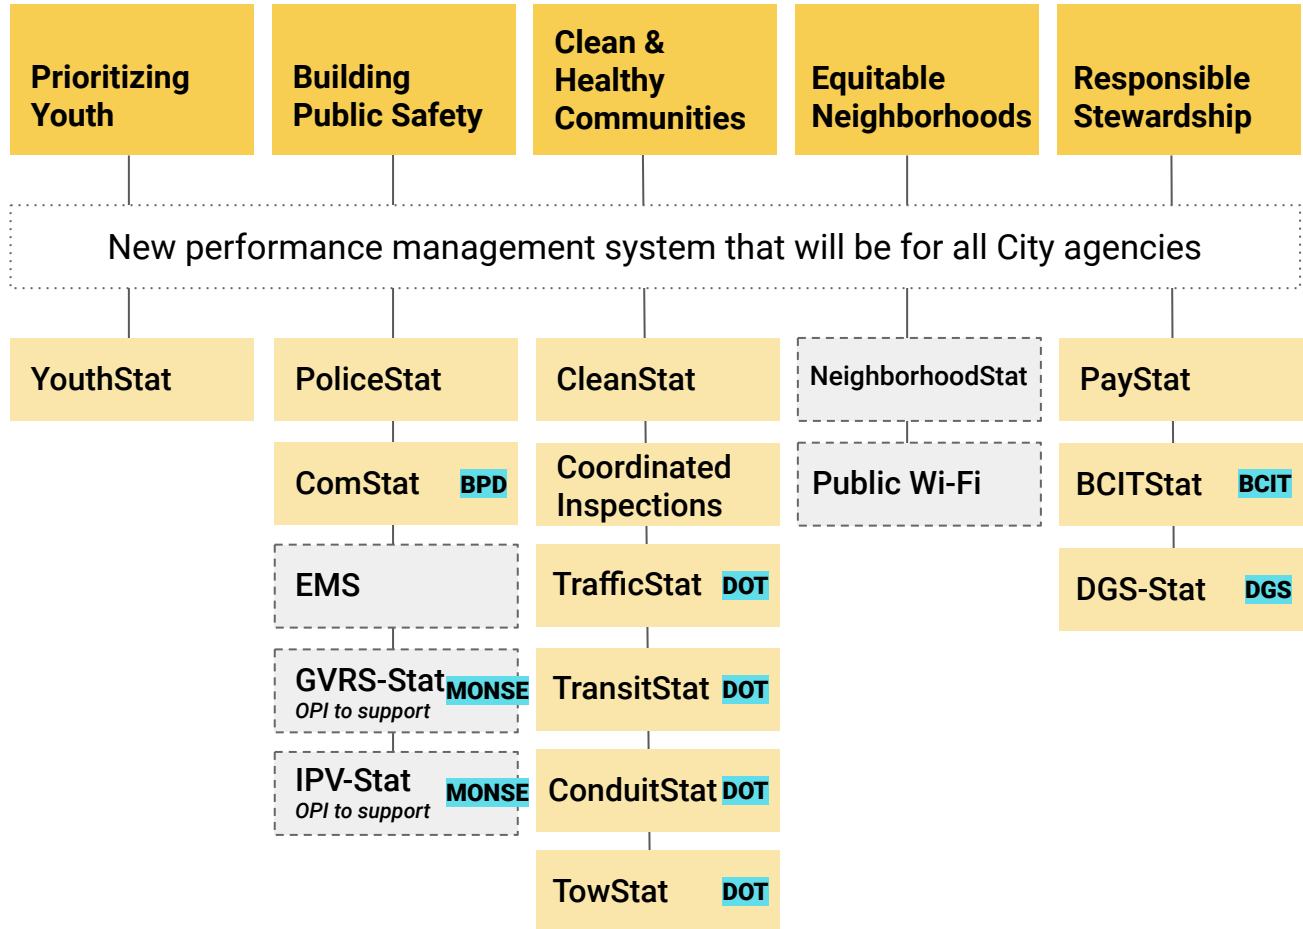 Prioritizing
Youth
Building
Public Safety
Clean &
Healthy
Communities
Equitable
Neighborhoods
Responsible
Stewardship
New performance management system that will be for all City agencies
YouthStat
PoliceStat
ComStat BPD
EMS
GVRS-Stat MONSE
OPI to support
IPV-Stat MONSE
OPI to support
CleanStat
Coordinated
Inspections
TrafficStat DOT
TransitStat DOT
ConduitStat DOT
TowStat DOT
NeighborhoodStat
Public Wi-Fi
PayStat
BCITStat BCIT
DGS-Stat DGS